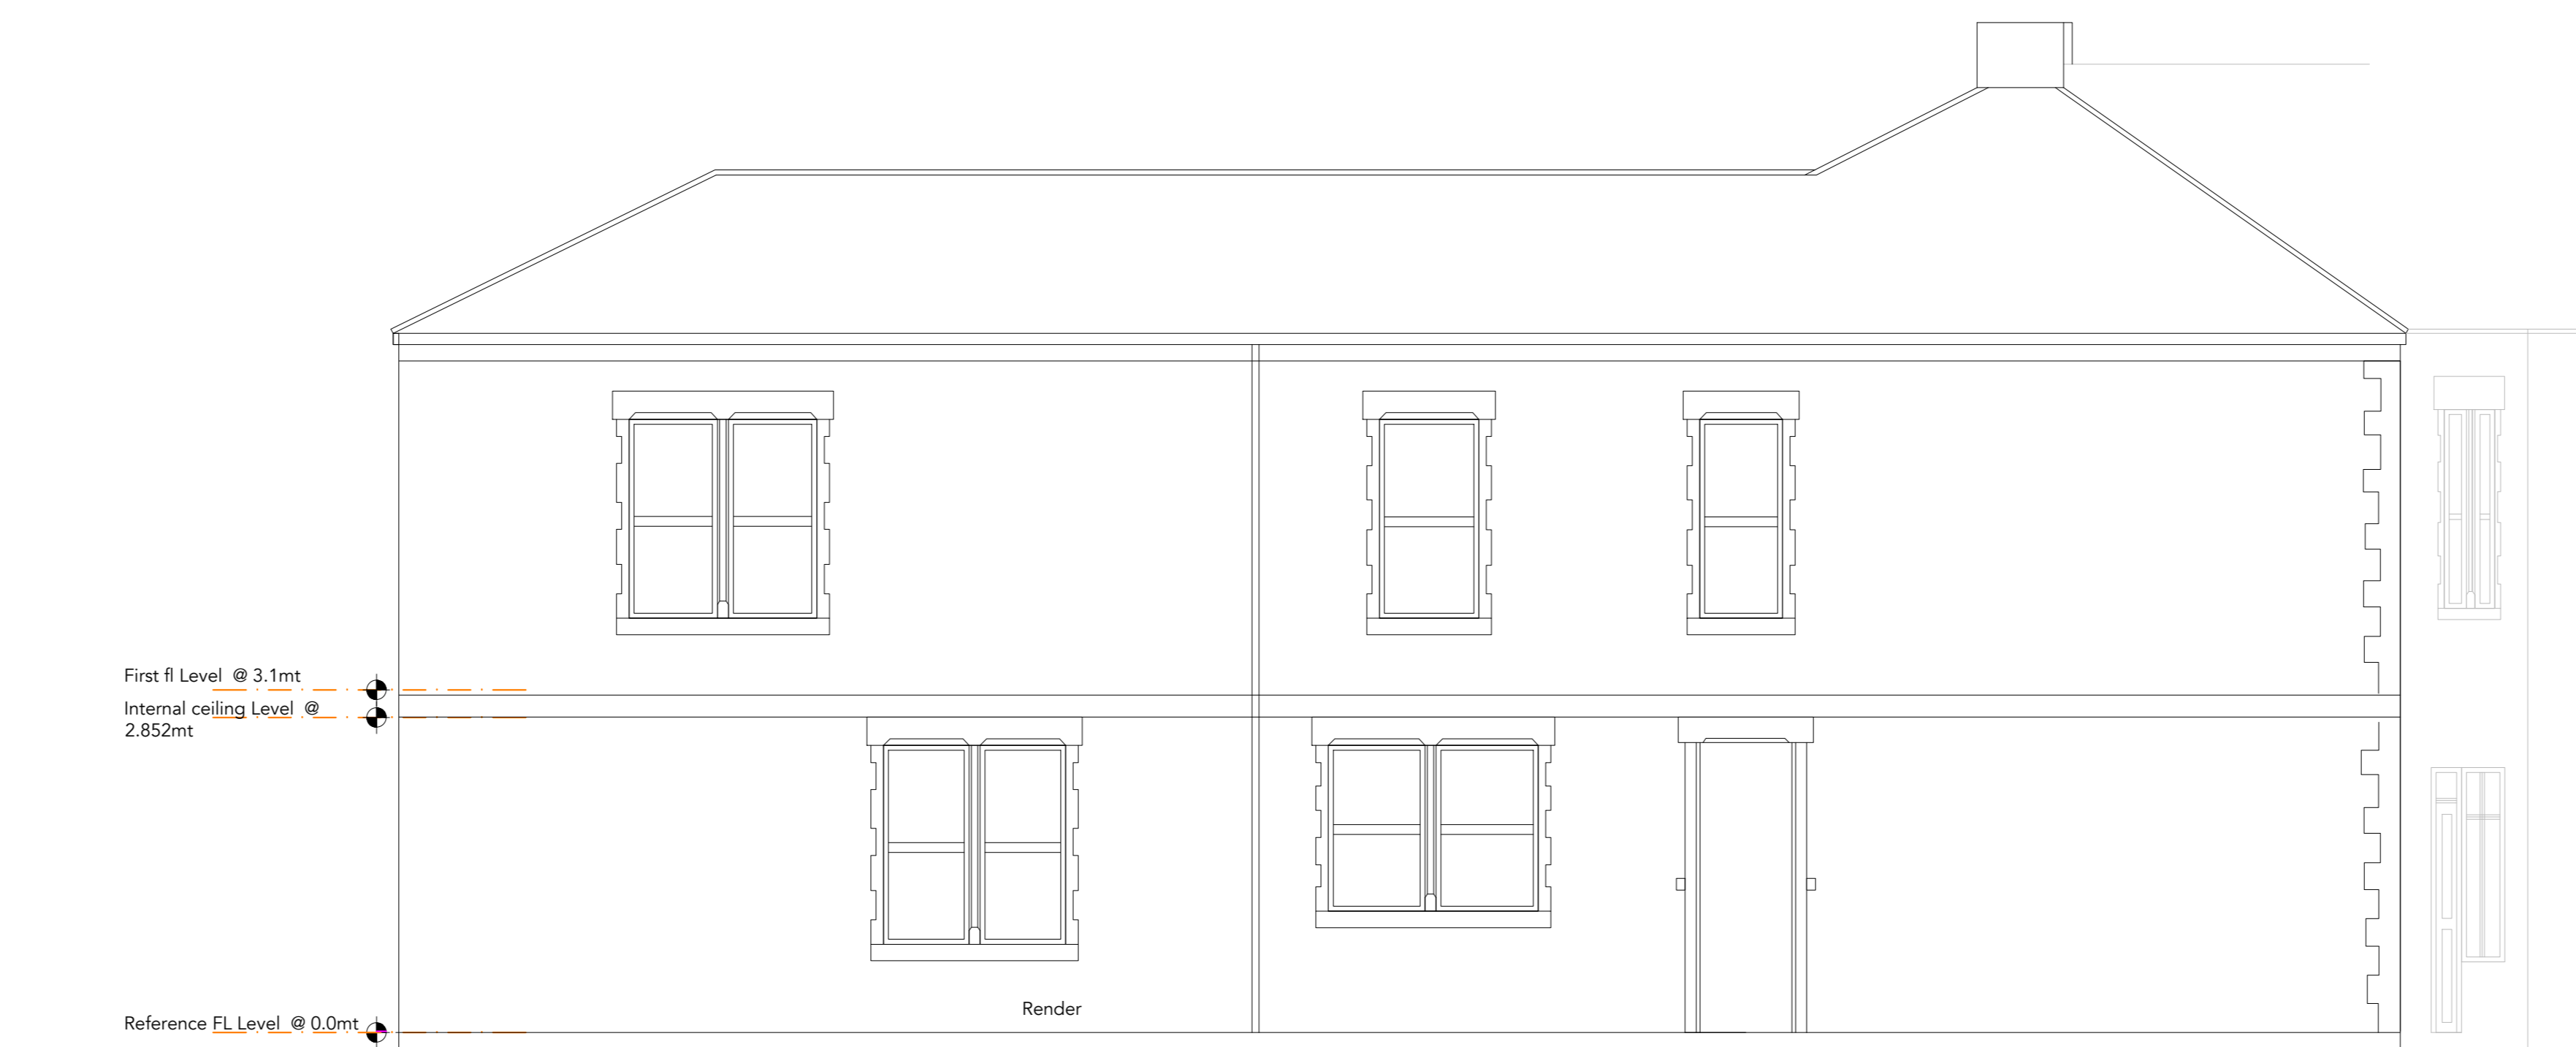 First fl Level @ 3.1mt
Internal ceiling Level @
2.852mt
Render
Reference FL Level @ 0.0mt